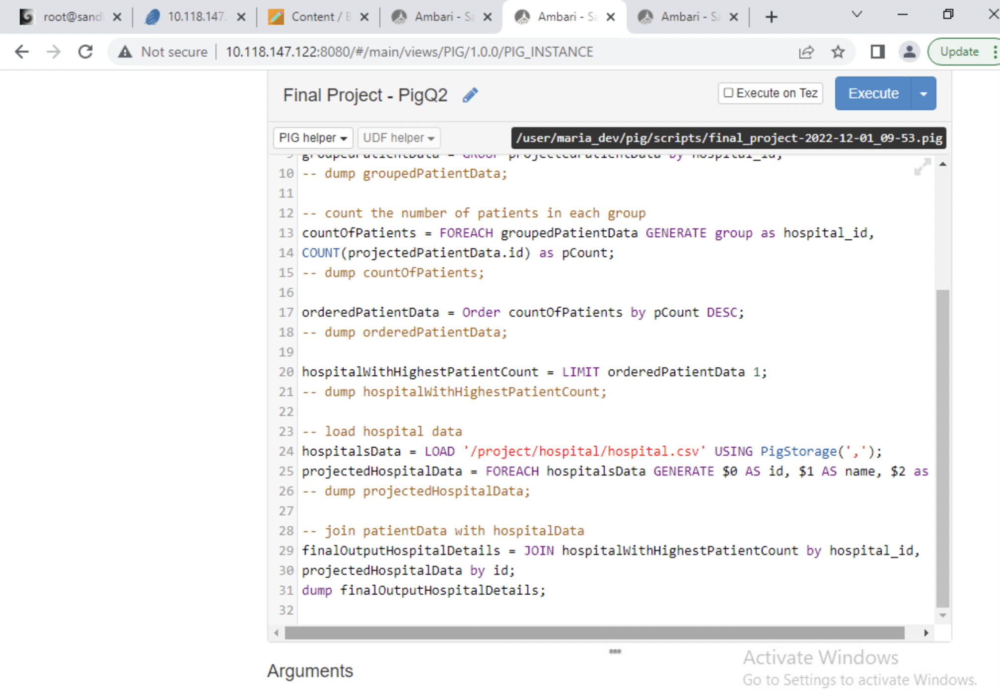 root@sand
10.118.147.
Content / B
Ambari - Sa
Ambari - Sa
Ambari - Sa
Not secure
10.118.147.122:8080/#/main/views/PIG/1.0.0/PIG_INSTANCE
Update
Final Project - PigQ2
Execute on Tez
Execute
PIG helper
UDF helper
/user/maria_dev/pig/scripts/final_project-2022-12-01_09-53.pig
9 groupedPatientData = GROUP projectedPatientData by hospital_id;
10 -- dump groupedPatientData;
11
12 -- count the number of patients in each group
13 countOfPatients = FOREACH groupedPatientData GENERATE group as hospital_id,
14 COUNT(projectedPatientData.id) as pCount;
15 -- dump countOfPatients;
16
17 orderedPatientData = Order countOfPatients by pCount DESC;
18 -- dump orderedPatientData;
19
20 hospitalWithHighestPatientCount = LIMIT orderedPatientData 1;
21 -- dump hospitalWithHighestPatientCount;
22
23 -- load hospital data
24 hospitalsData = LOAD '/project/hospital/hospital.csv' USING PigStorage(',');
25 projectedHospitalData = FOREACH hospitalsData GENERATE $0 AS id, $1 AS name, $2 as
26 -- dump projectedHospitalData;
27
28 -- join patientData with hospitalData
29 finalOutputHospitalDetails = JOIN hospitalWithHighestPatientCount by hospital_id,
30 projectedHospitalData by id;
31 dump finalOutputHospitalDetails;
32
Arguments
Activate Windows
Go to Settings to activate Windows.